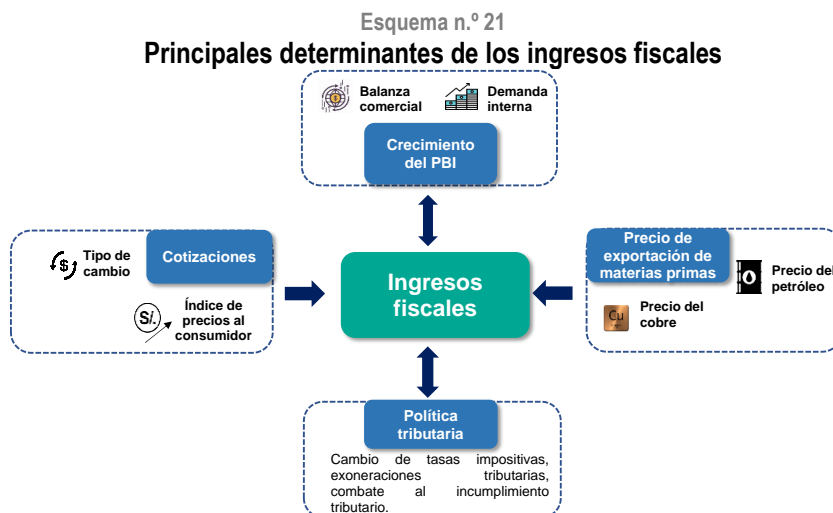 Esquema n.º 21
Principales determinantes de los ingresos fiscales
Balanza
comercial
Demanda
interna
Crecimiento
del PBI
Tipo de
cambio
$
Cotizaciones
S/.
Índice de
precios al
consumidor
Ingresos
fiscales
Precio de
exportación de
materias primas
Precio del
petróleo
Cu
Precio del
cobre
Política
tributaria
Cambio de tasas impositivas,
exoneraciones tributarias,
combate al incumplimiento
tributario.